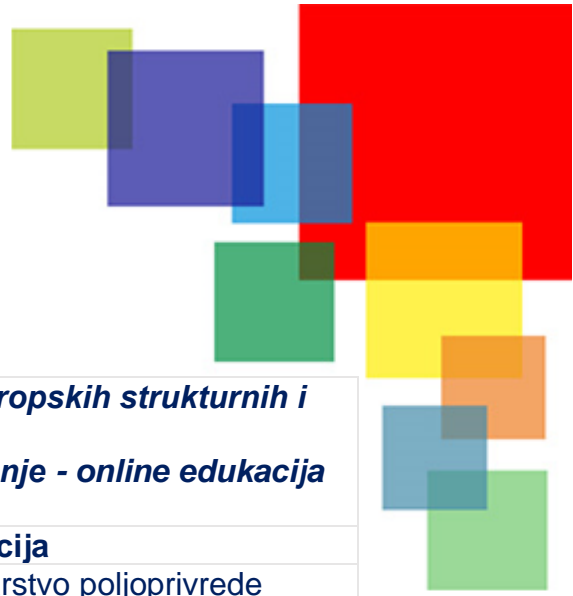 ropskih strukturnih i
nje - online edukacija
cija
rstvo poljoprivrede